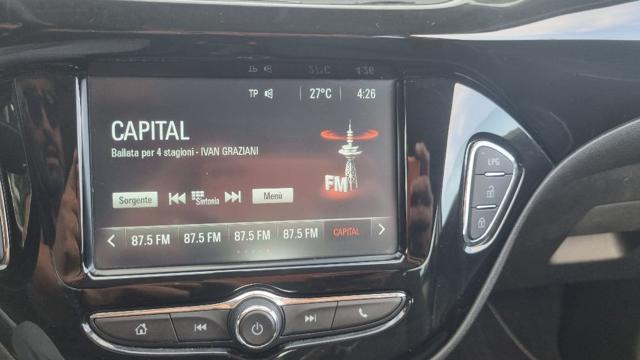 TP 27°C 4:26
CAPITAL
Ballata per 4 stagioni - IVAN GRAZIANI
FM
Sorgente Sintonia Menù
87.5 FM 87.5 FM 87.5 FM 87.5 FM CAPITAL
LPG